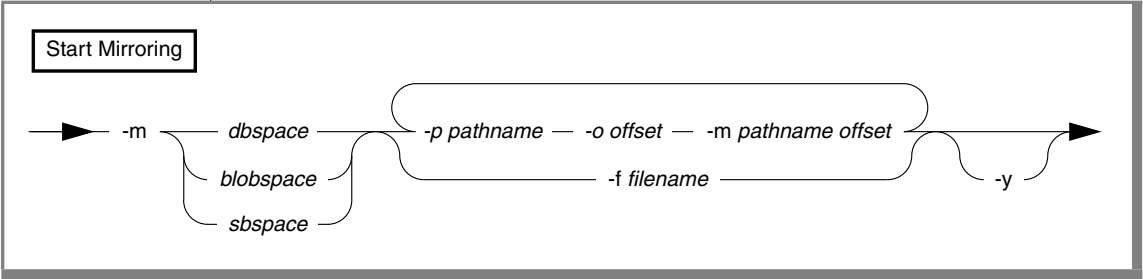 Start Mirroring
-m dbspace -p pathname -o offset -m pathname offset
blobspace -f filename -y
sbspace